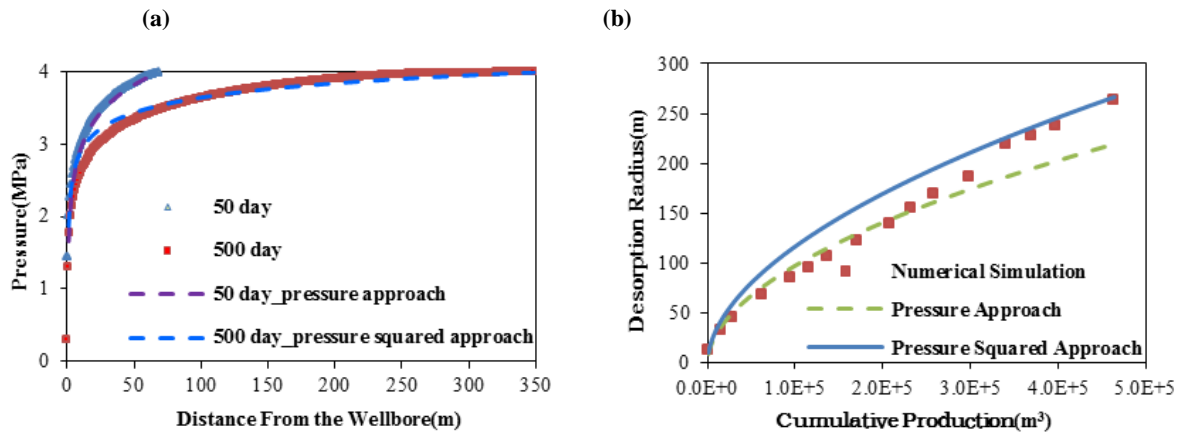 (a)
Pressure(MPa)
4
3
2
1
0
50 day
500 day
50 day_pressure approach
500 day_pressure squared approach
0 50 100 150 200 250 300 350
Distance From the Wellbore(m)
(b)
Desorption Radius(m)
300
250
200
150
100
50
0
Numerical Simulation
Pressure Approach
Pressure Squared Approach
0.0E+0 1.0E+5 2.0E+5 3.0E+5 4.0E+5 5.0E+5
Cumulative Production(m³)